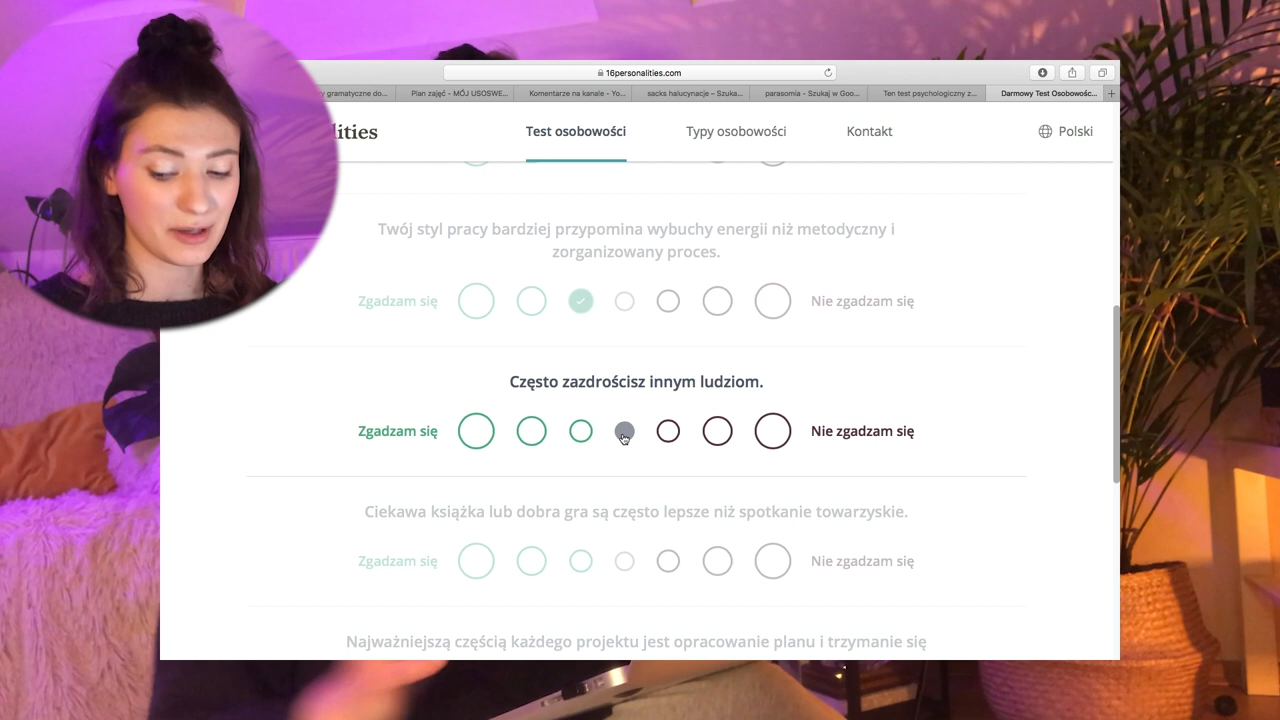 16personalities.com
y gramatyczne do...
Plan zajęć - MÓJ USOSWE...
Komentarze na kanale - Yo...
sacks halucynacje – Szuka...
parasomia - Szukaj w Goo...
Ten test psychologiczny z...
Darmowy Test Osobowośc...
lities
Test osobowości
Typy osobowości
Kontakt
Polski
Twój styl pracy bardziej przypomina wybuchy energii niż metodyczny i
zorganizowany proces.
Zgadzam się
Nie zgadzam się
Często zazdrościsz innym ludziom.
Zgadzam się
Nie zgadzam się
Ciekawa książka lub dobra gra są często lepsze niż spotkanie towarzyskie.
Zgadzam się
Nie zgadzam się
Najważniejszą częścią każdego projektu jest opracowanie planu i trzymanie się